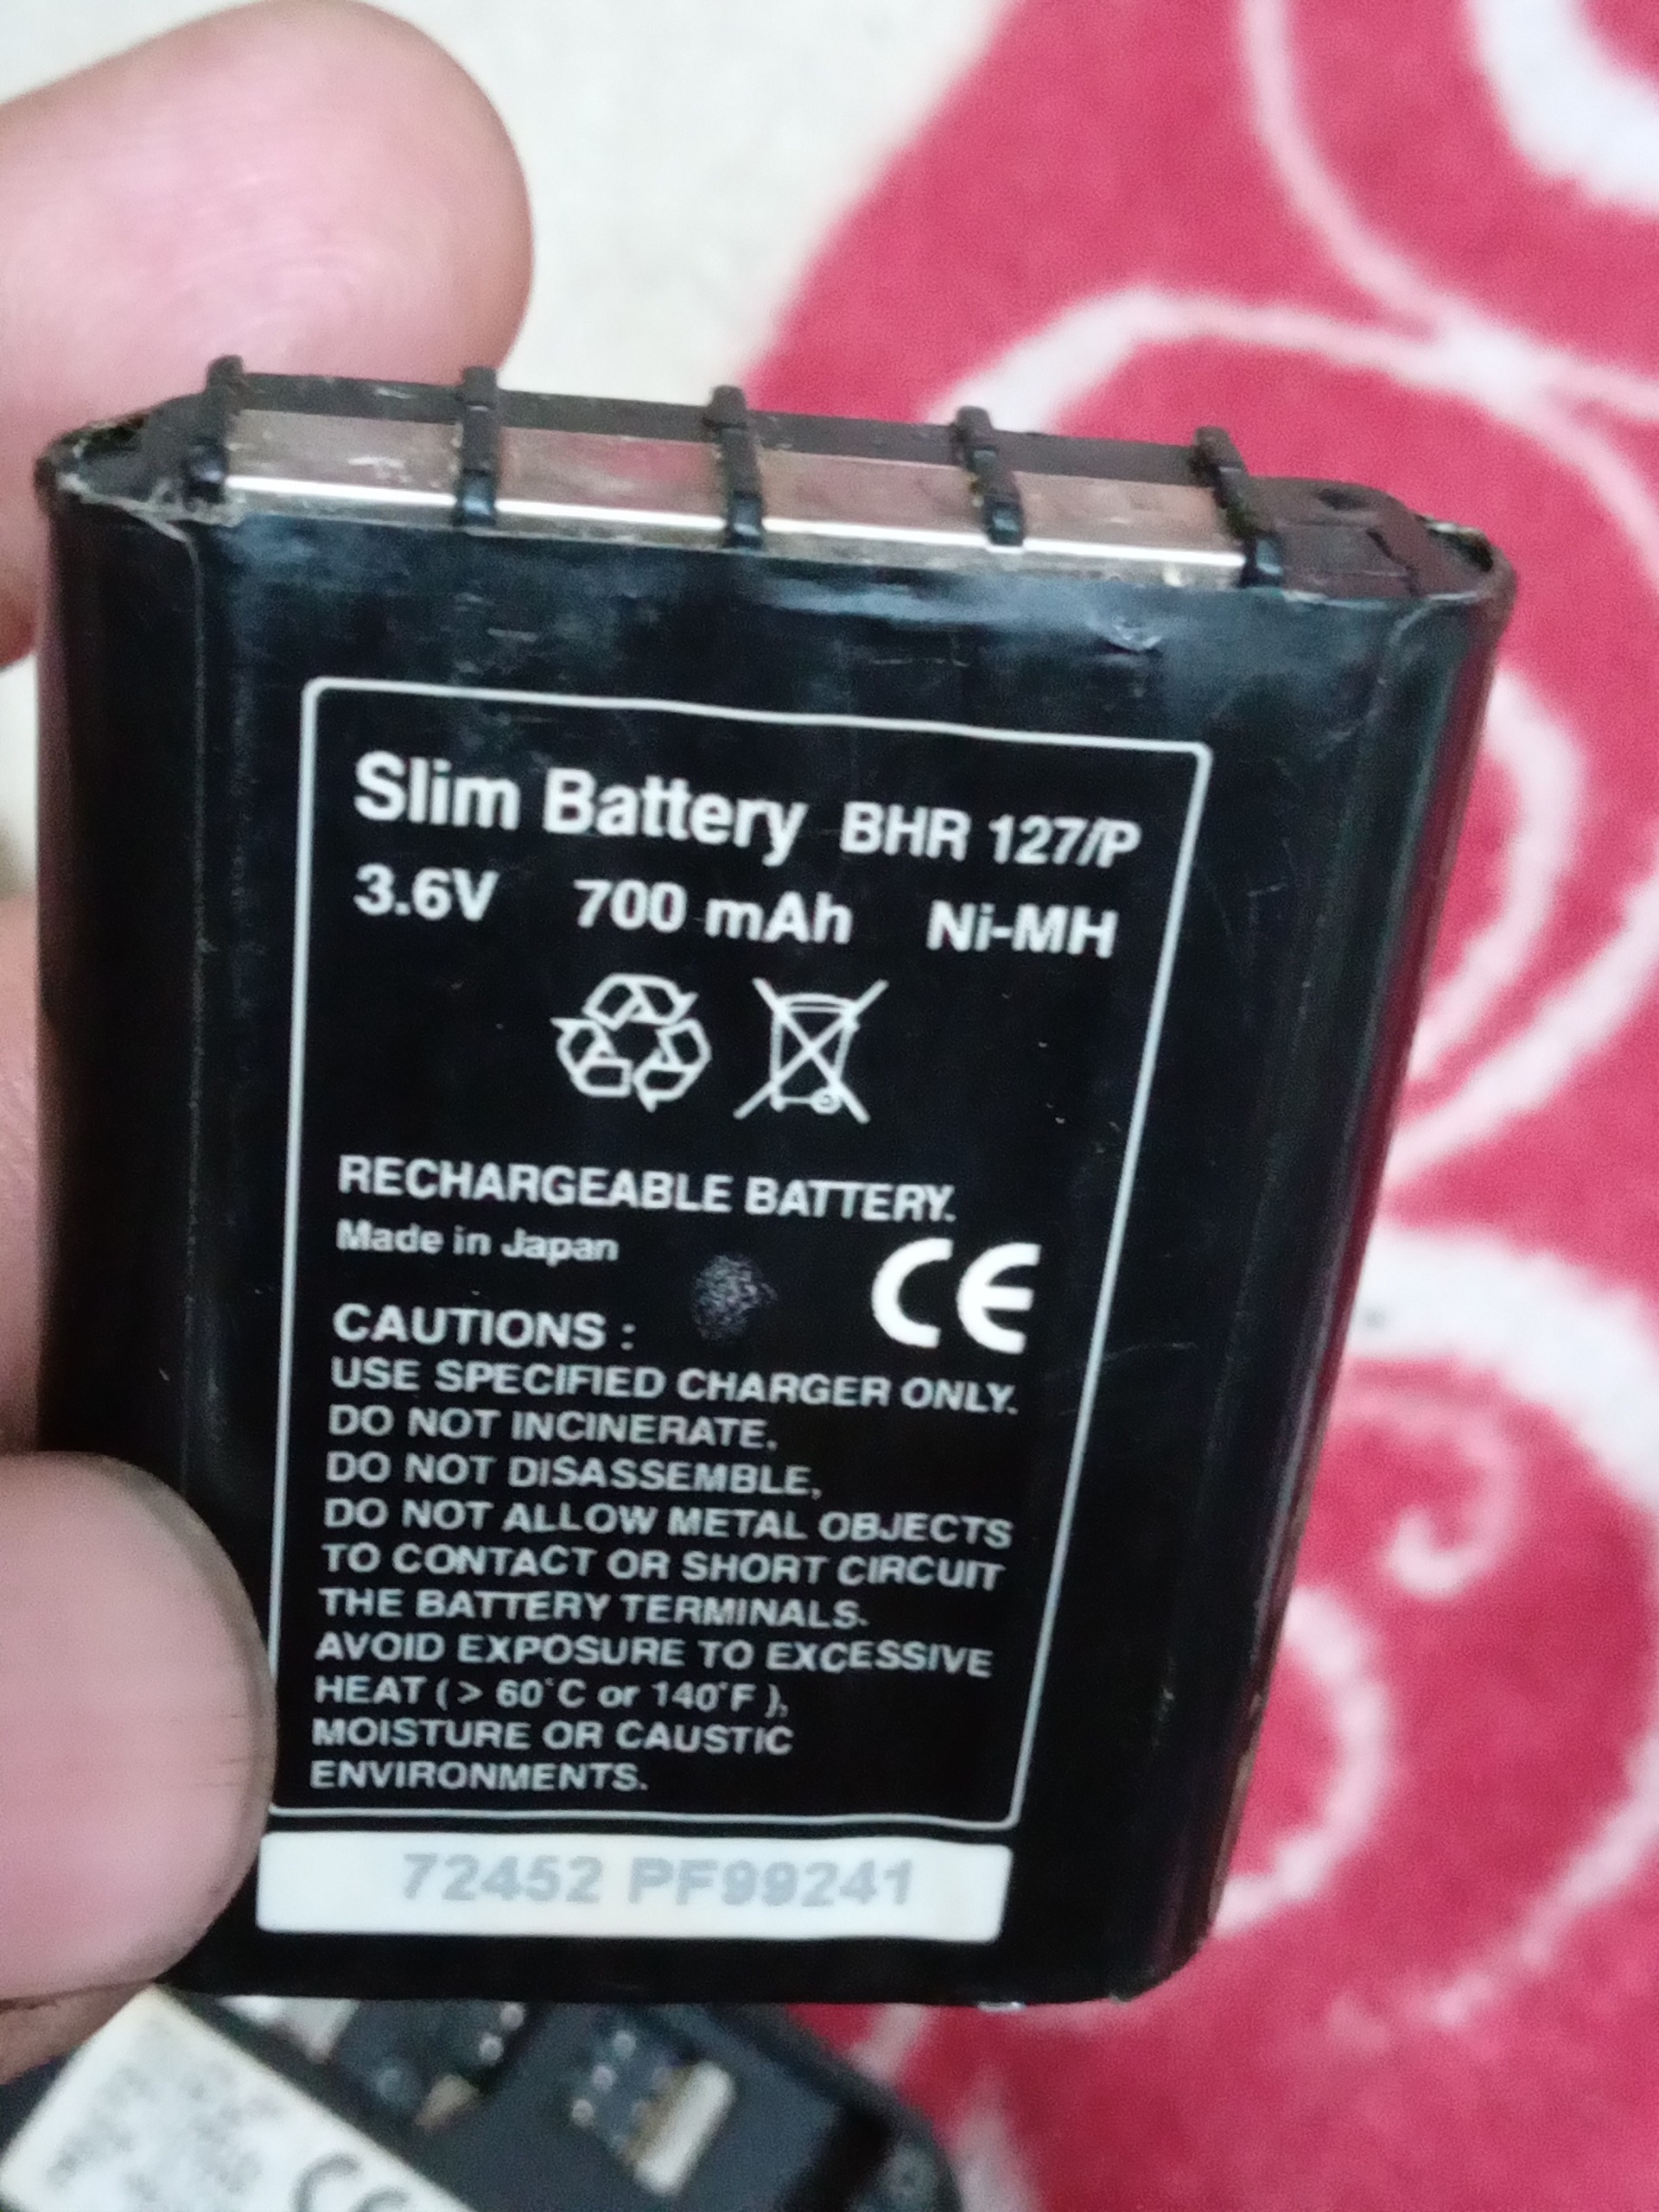 Slim Battery BHR 127/P
3.6V 700 mAh Ni-MH
RECHARGEABLE BATTERY.
Made in Japan
CE
CAUTIONS :
USE SPECIFIED CHARGER ONLY.
DO NOT INCINERATE,
DO NOT DISASSEMBLE,
DO NOT ALLOW METAL OBJECTS
TO CONTACT OR SHORT CIRCUIT
THE BATTERY TERMINALS.
AVOID EXPOSURE TO EXCESSIVE
HEAT ( > 60°C or 140°F ),
MOISTURE OR CAUSTIC
ENVIRONMENTS.
72452 PF99241
CE